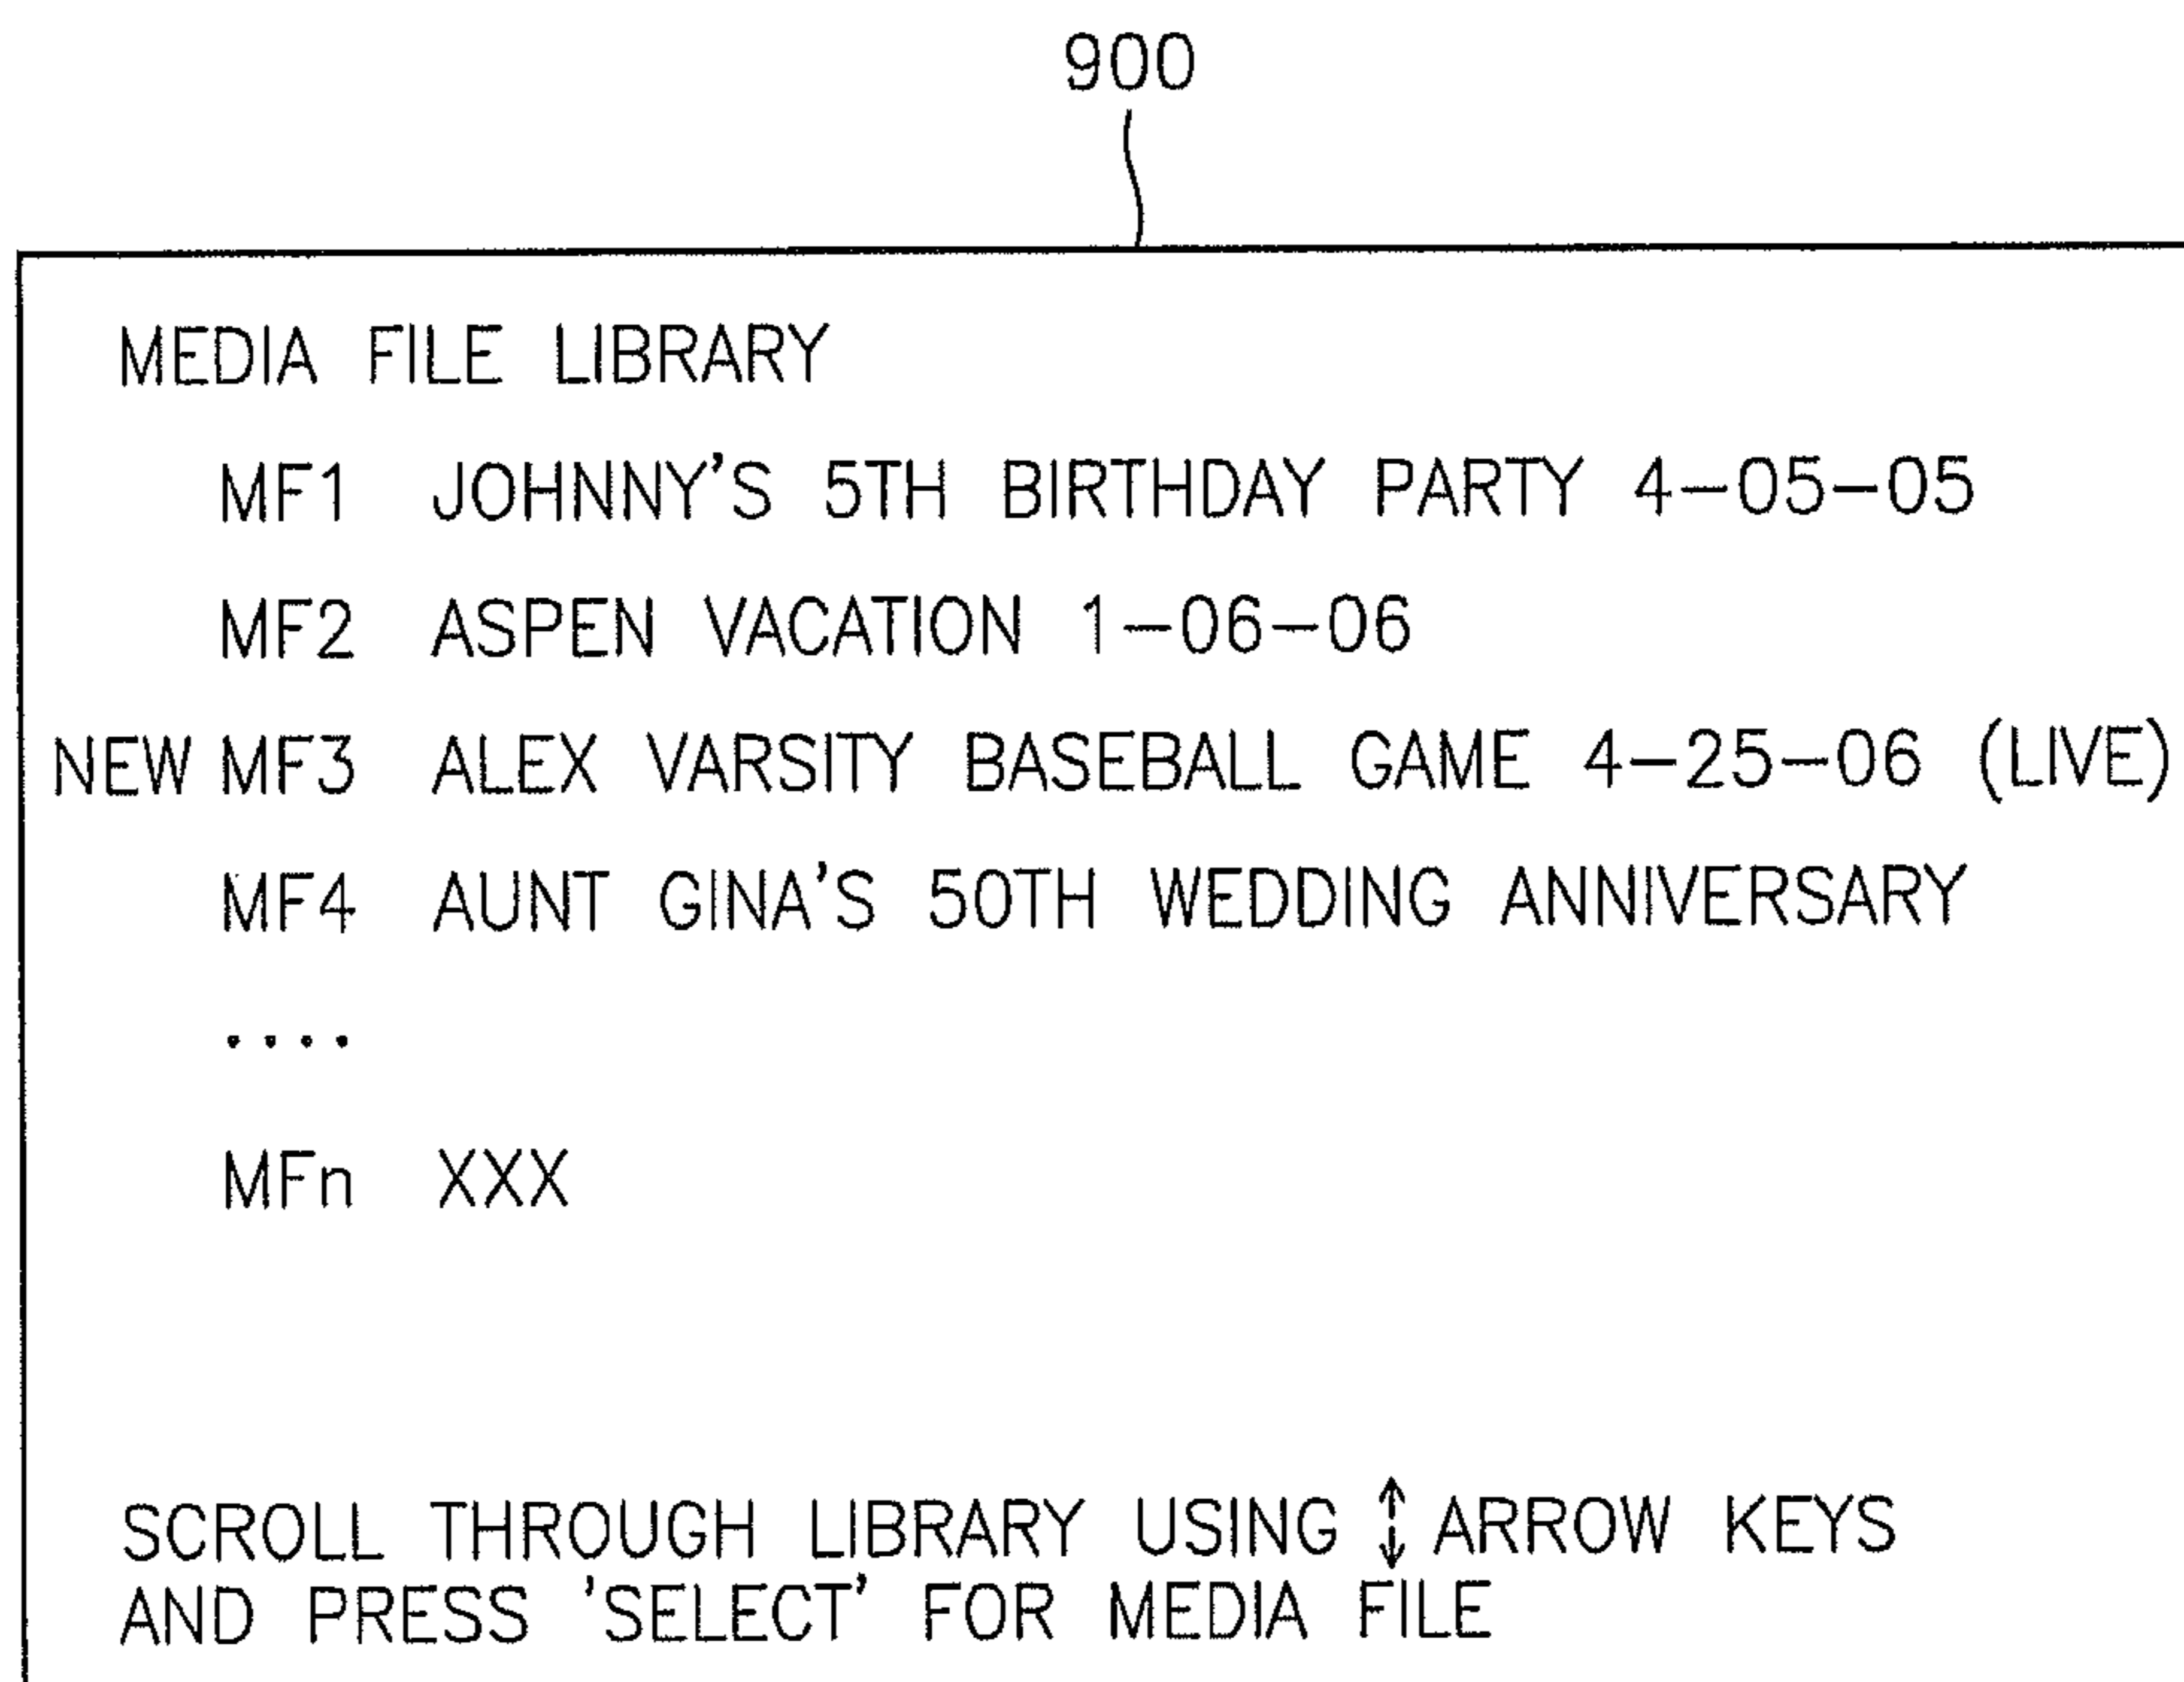 900
MEDIA FILE LIBRARY
MF1 JOHNNY'S 5TH BIRTHDAY PARTY 4-05-05
MF2 ASPEN VACATION 1-06-06
NEW MF3 ALEX VARSITY BASEBALL GAME 4-25-06 (LIVE)
MF4 AUNT GINA'S 50TH WEDDING ANNIVERSARY
....
MFn XXX
SCROLL THROUGH LIBRARY USING ↕ ARROW KEYS
AND PRESS 'SELECT' FOR MEDIA FILE